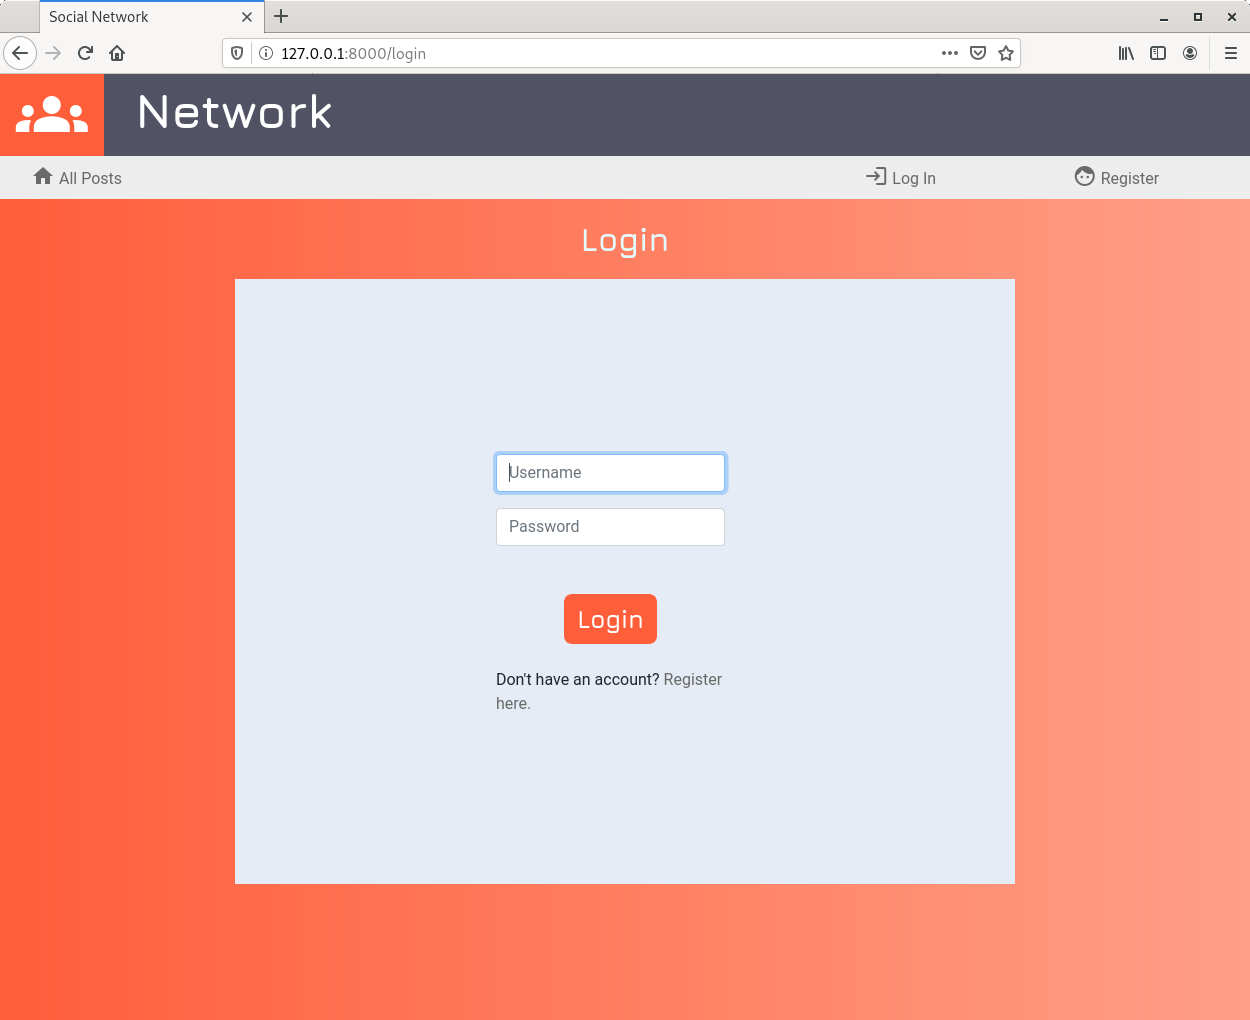 Social Network
127.0.0.1:8000/login
Network
All Posts
Log In
Register
Login
Username
Password
Login
Don't have an account? Register
here.